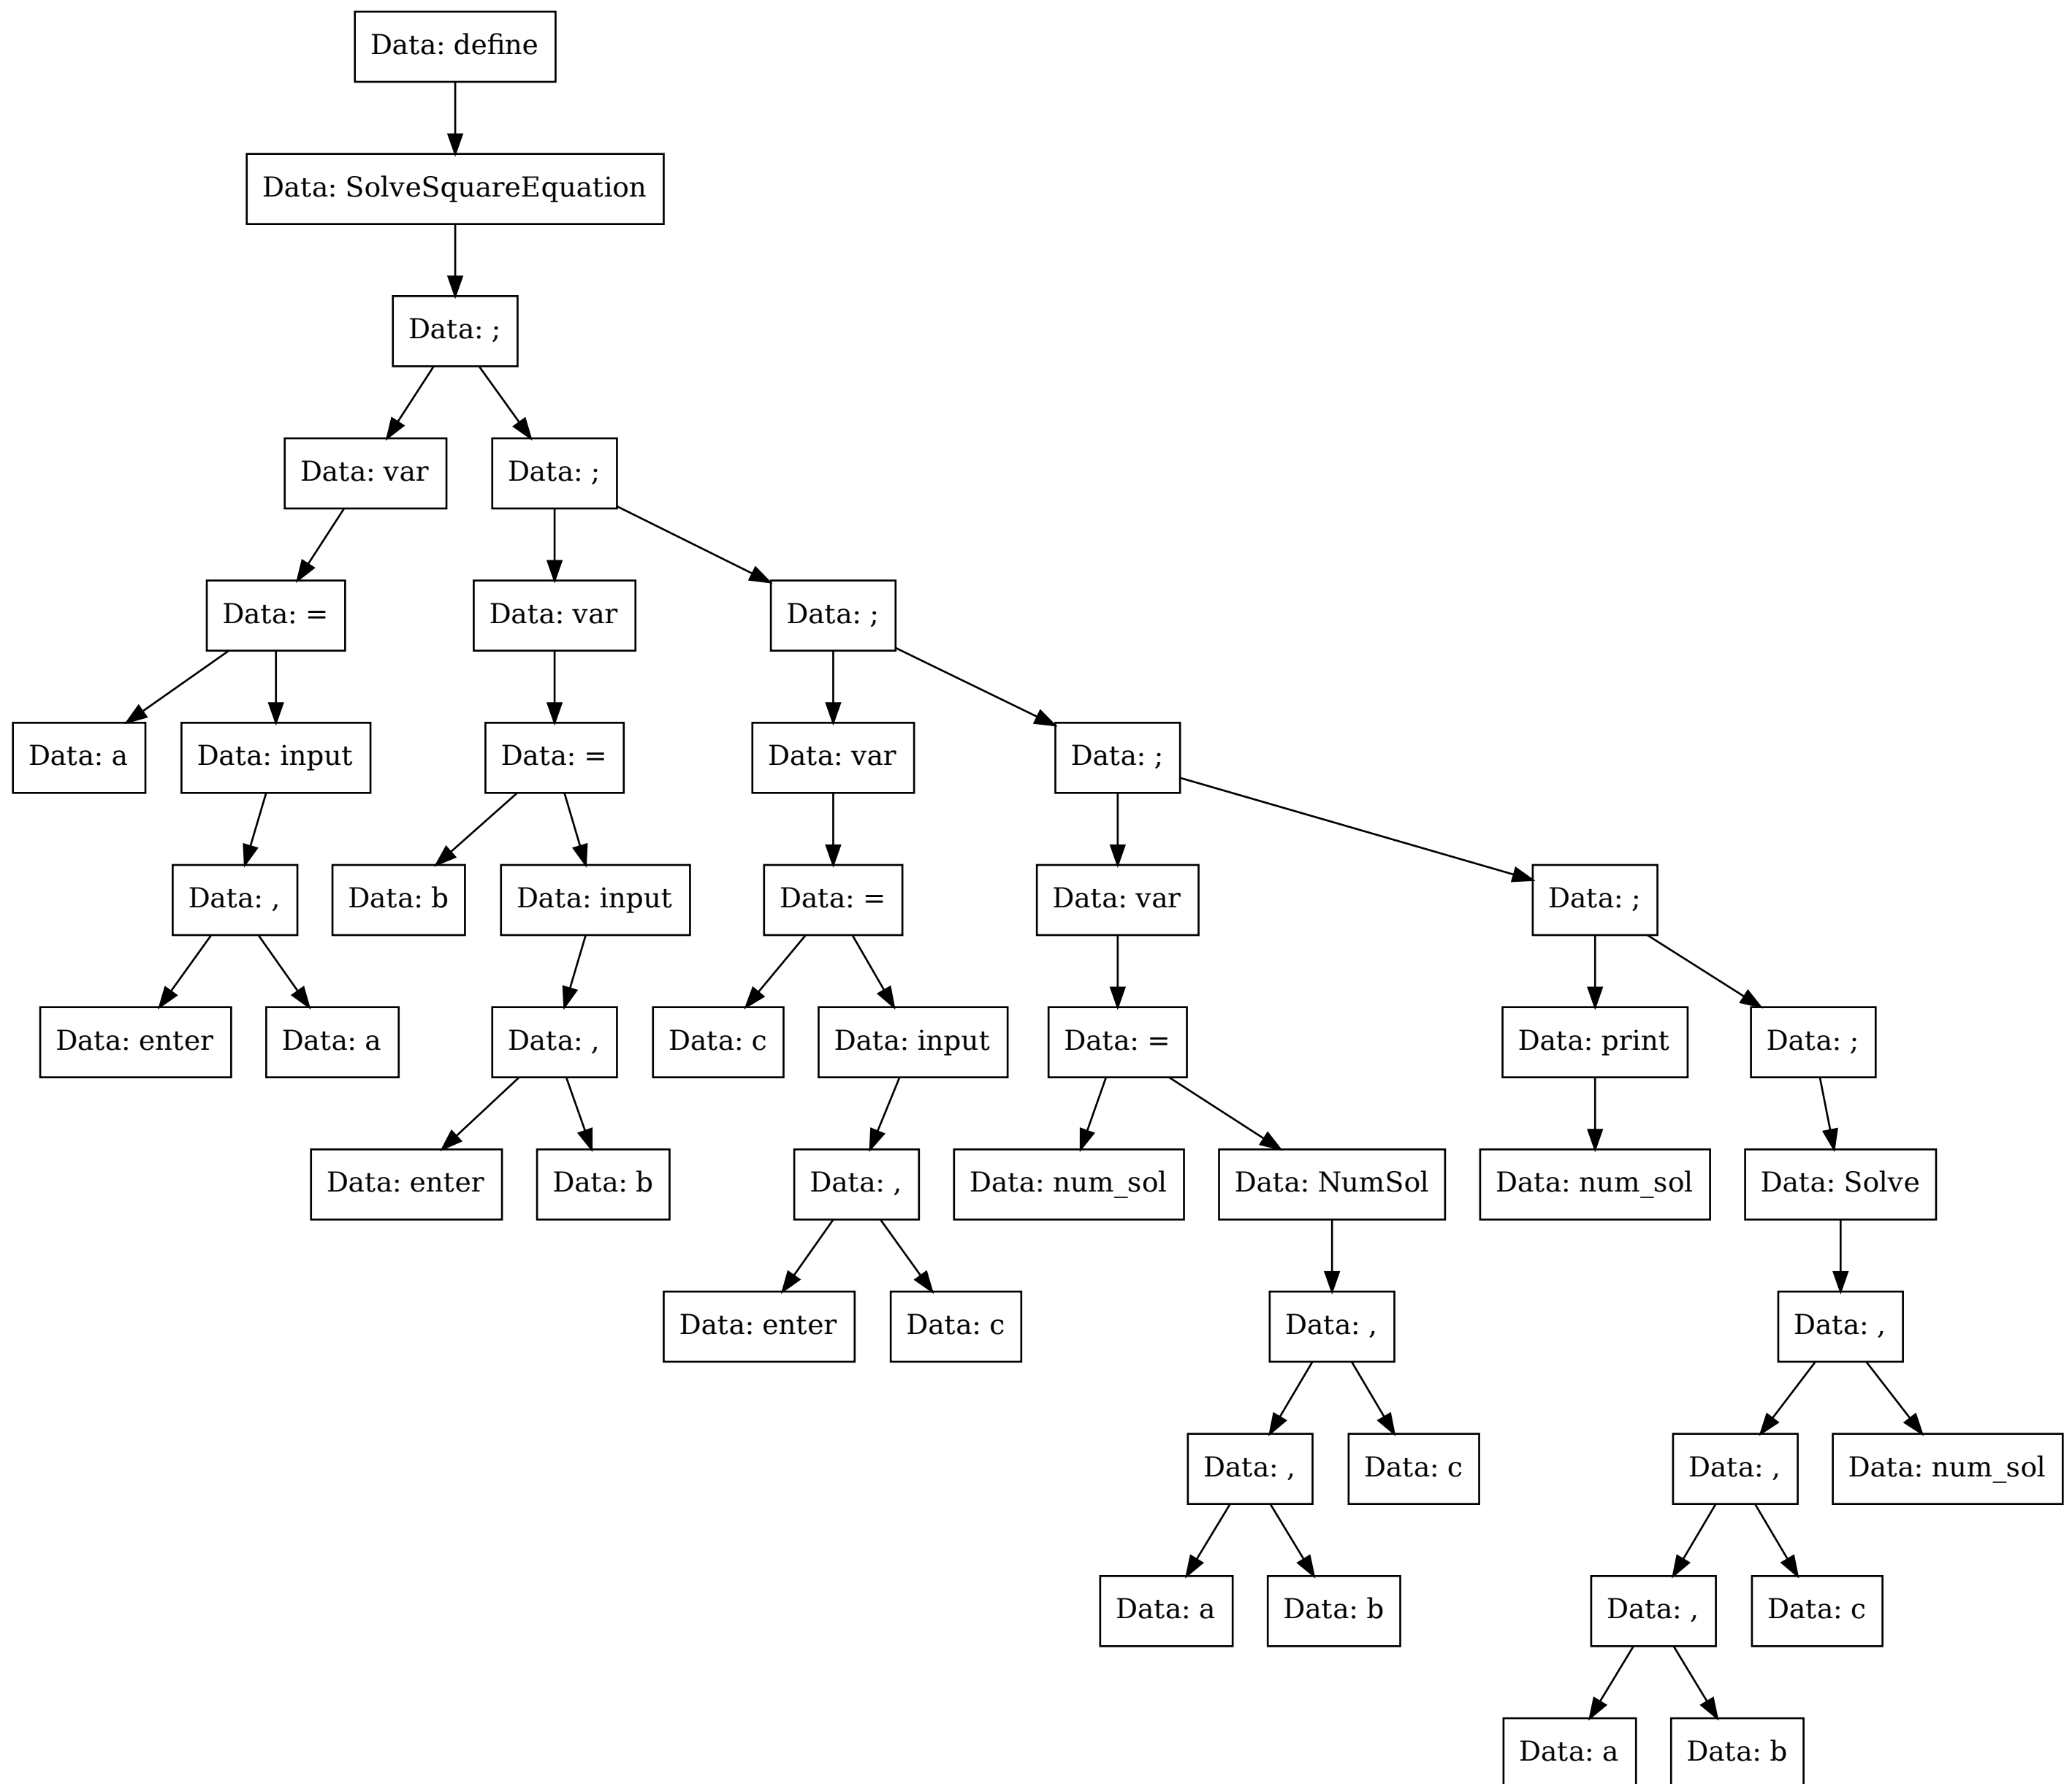 Data: define
Data: SolveSquareEquation
Data: ;
Data: var
Data: ;
Data: =
Data: var
Data: ;
Data: a
Data: input
Data: =
Data: var
Data: ;
Data: ,
Data: b
Data: input
Data: =
Data: var
Data: ;
Data: enter
Data: a
Data: ,
Data: c
Data: input
Data: =
Data: print
Data: ;
Data: enter
Data: b
Data: ,
Data: num_sol
Data: NumSol
Data: num_sol
Data: Solve
Data: enter
Data: c
Data: ,
Data: ,
Data: ,
Data: c
Data: ,
Data: num_sol
Data: a
Data: b
Data: ,
Data: c
Data: a
Data: b